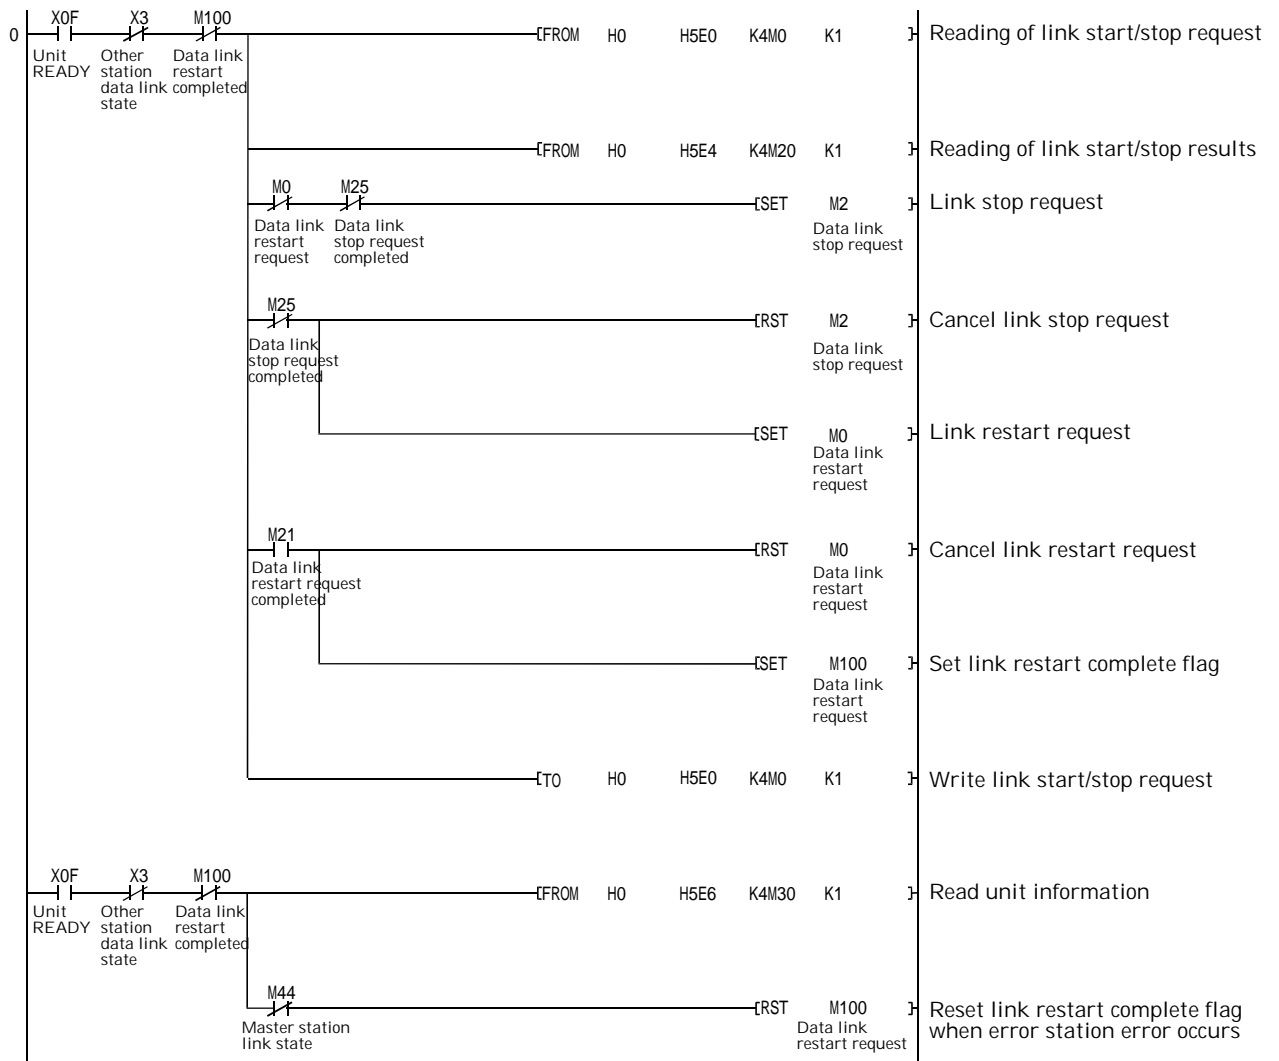 X0F X3 M100
0 [FROM H0 H5E0 K4M0 K1 ] Reading of link start/stop request
Unit READY
Other station data link state
Data link restart completed
[FROM H0 H5E4 K4M20 K1 ] Reading of link start/stop results
M0 M25
[SET M2 ] Link stop request
Data link restart request
Data link stop request completed
Data link stop request
M25
[RST M2 ] Cancel link stop request
Data link stop request completed
Data link stop request
[SET M0 ] Link restart request
Data link restart request
M21
[RST M0 ] Cancel link restart request
Data link restart request completed
Data link restart request
[SET M100 ] Set link restart complete flag
Data link restart request
[TO H0 H5E0 K4M0 K1 ] Write link start/stop request
X0F X3 M100
[FROM H0 H5E6 K4M30 K1 ] Read unit information
Unit READY
Other station data link state
Data link restart completed
M44
[RST M100 ] Reset link restart complete flag when error station error occurs
Master station link state
Data link restart request